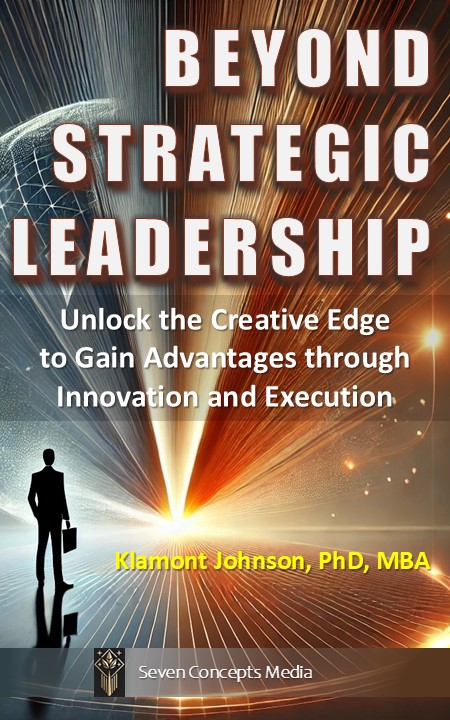 BEYOND
STRATEGIC
LEADERSHIP
Unlock the Creative Edge
to Gain Advantages through
Innovation and Execution
Klamont Johnson, PhD, MBA
Seven Concepts Media